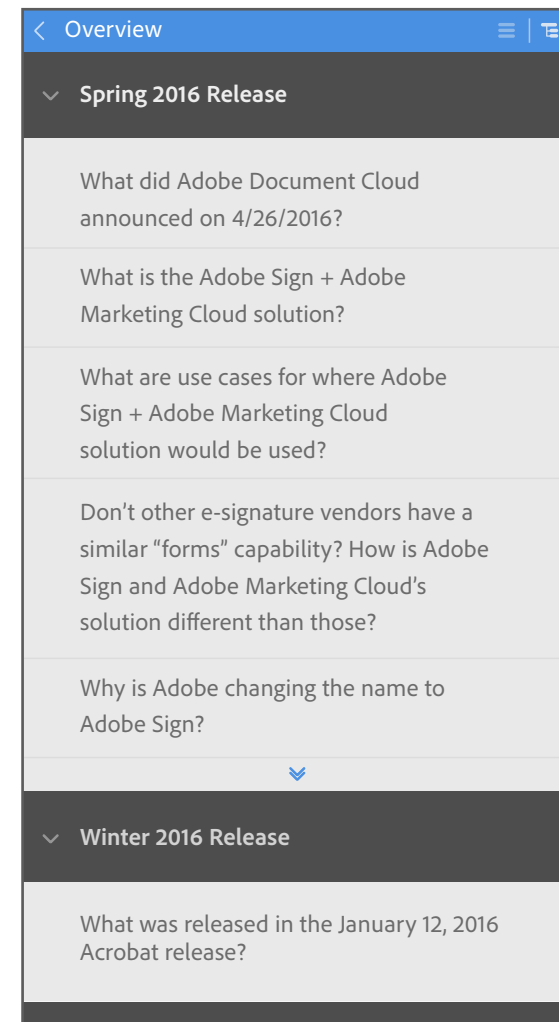 Overview
Spring 2016 Release
What did Adobe Document Cloud
announced on 4/26/2016?
What is the Adobe Sign + Adobe
Marketing Cloud solution?
What are use cases for where Adobe
Sign + Adobe Marketing Cloud
solution would be used?
Don’t other e-signature vendors have a
similar “forms” capability? How is Adobe
Sign and Adobe Marketing Cloud’s
solution different than those?
Why is Adobe changing the name to
Adobe Sign?
Winter 2016 Release
What was released in the January 12, 2016
Acrobat release?